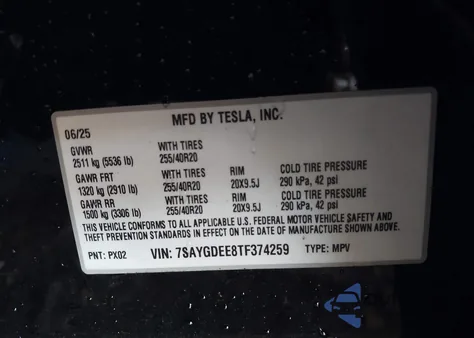 MFD BY TESLA, INC.
06/25
GVWR WITH TIRES
2511 kg (5536 lb) 255/40R20
GAWR FRT WITH TIRES RIM COLD TIRE PRESSURE
1320 kg (2910 lb) 255/40R20 20X9.5J 290 kPa, 42 psi
GAWR RR WITH TIRES RIM COLD TIRE PRESSURE
1500 kg (3306 lb) 255/40R20 20X9.5J 290 kPa, 42 psi
THIS VEHICLE CONFORMS TO ALL APPLICABLE U.S. FEDERAL MOTOR VEHICLE SAFETY AND
THEFT PREVENTION STANDARDS IN EFFECT ON THE DATE OF MANUFACTURE SHOWN ABOVE.
PNT: PX02 VIN: 7SAYGDEE8TF374259 TYPE: MPV